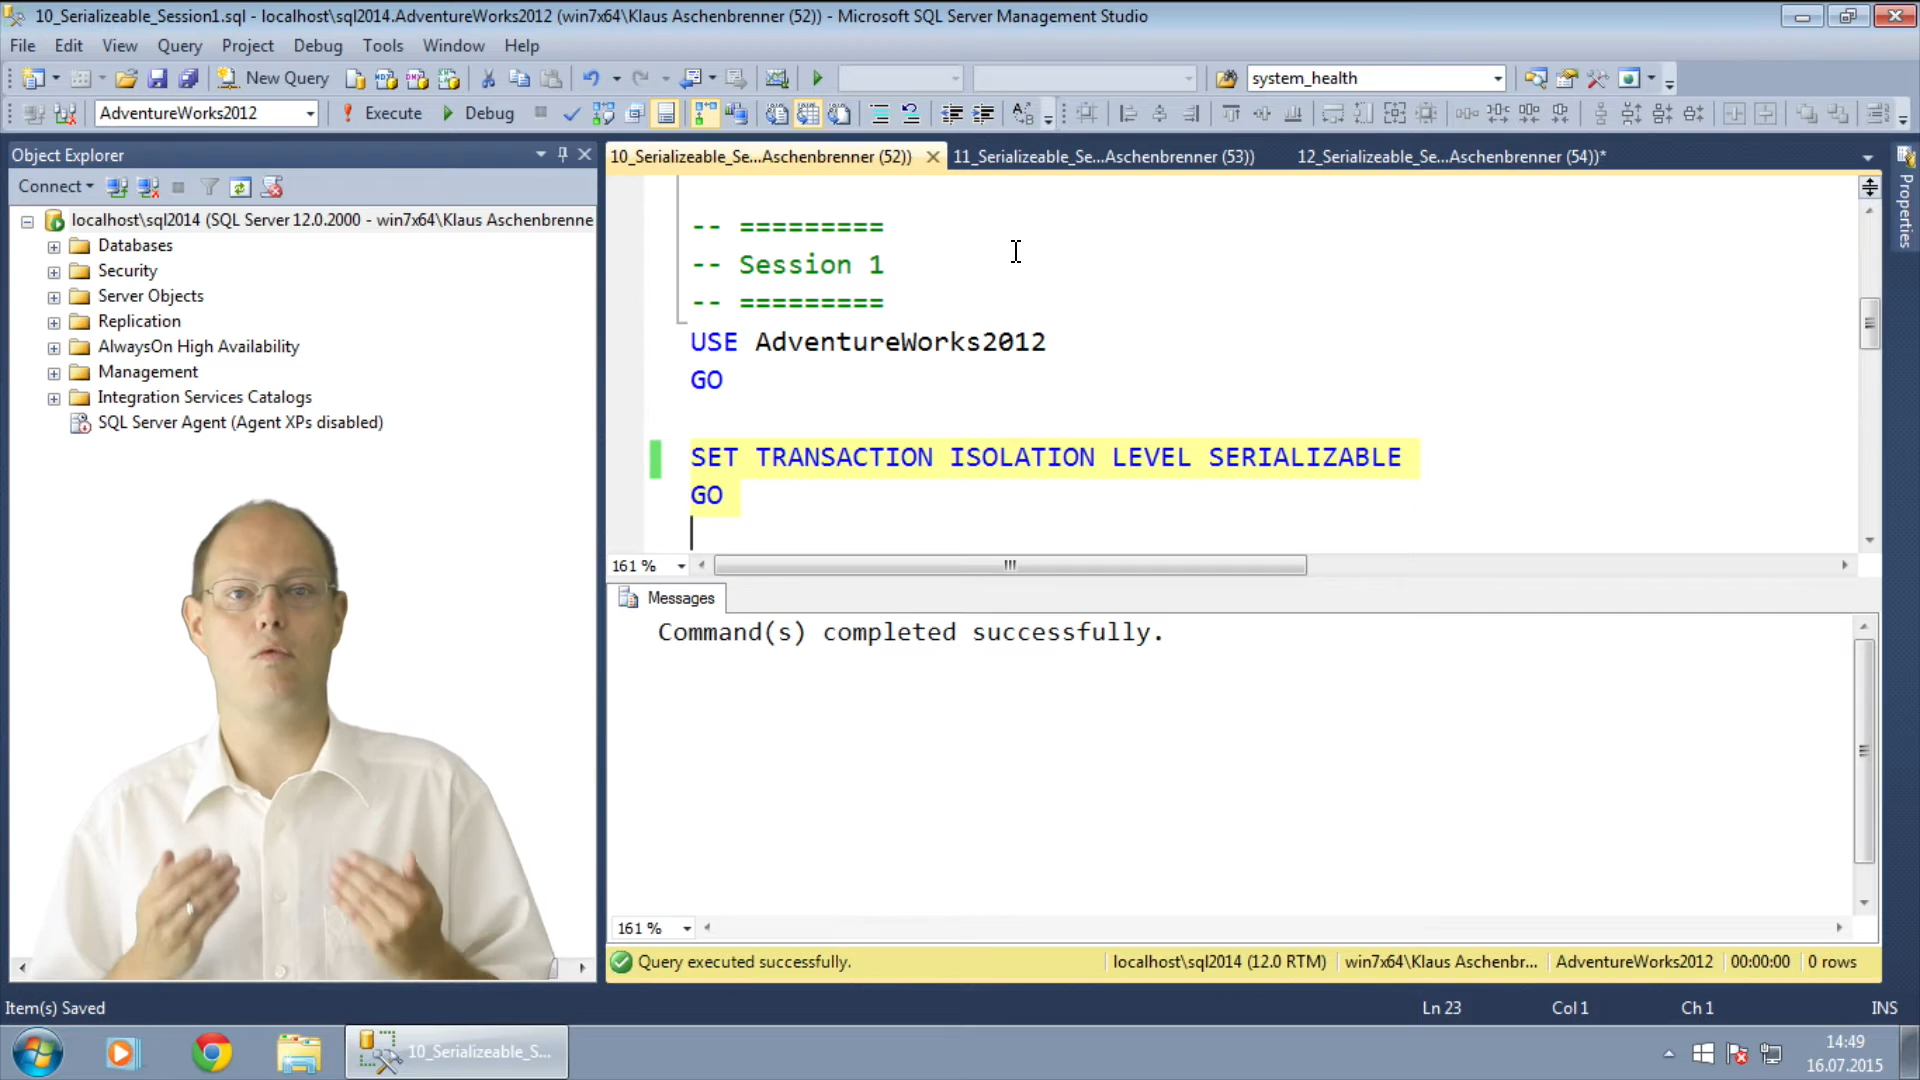 10_Serializeable_Session1.sql - localhost\sql2014.AdventureWorks2012 (win7x64\Klaus Aschenbrenner (52)) - Microsoft SQL Server Management Studio
File Edit View Query Project Debug Tools Window Help
New Query system_health
AdventureWorks2012 Execute Debug
Object Explorer
10_Serializeable_Se...Aschenbrenner (52)) 11_Serializeable_Se...Aschenbrenner (53)) 12_Serializeable_Se...Aschenbrenner (54))*
Properties
Connect
localhost\sql2014 (SQL Server 12.0.2000 - win7x64\Klaus Aschenbrenne
Databases
Security
Server Objects
Replication
AlwaysOn High Availability
Management
Integration Services Catalogs
SQL Server Agent (Agent XPs disabled)
-- =========
-- Session 1
-- =========
USE AdventureWorks2012
GO
SET TRANSACTION ISOLATION LEVEL SERIALIZABLE
GO
161 %
Messages
Command(s) completed successfully.
161 %
Query executed successfully. localhost\sql2014 (12.0 RTM) win7x64\Klaus Aschenbr... AdventureWorks2012 00:00:00 0 rows
Item(s) Saved Ln 23 Col 1 Ch 1 INS
10_Serializeable_S...
14:49
16.07.2015